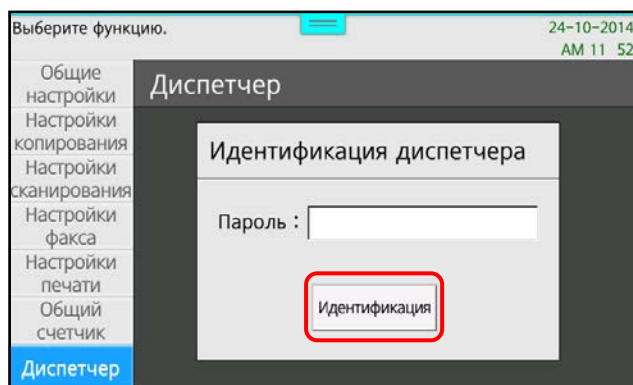 Выберите функцию.
24-10-2014
AM 11 52
Общие
настройки
Настройки
копирования
Настройки
сканирования
Настройки
факса
Настройки
печати
Общий
счетчик
Диспетчер
Диспетчер
Идентификация диспетчера
Пароль :
Идентификация